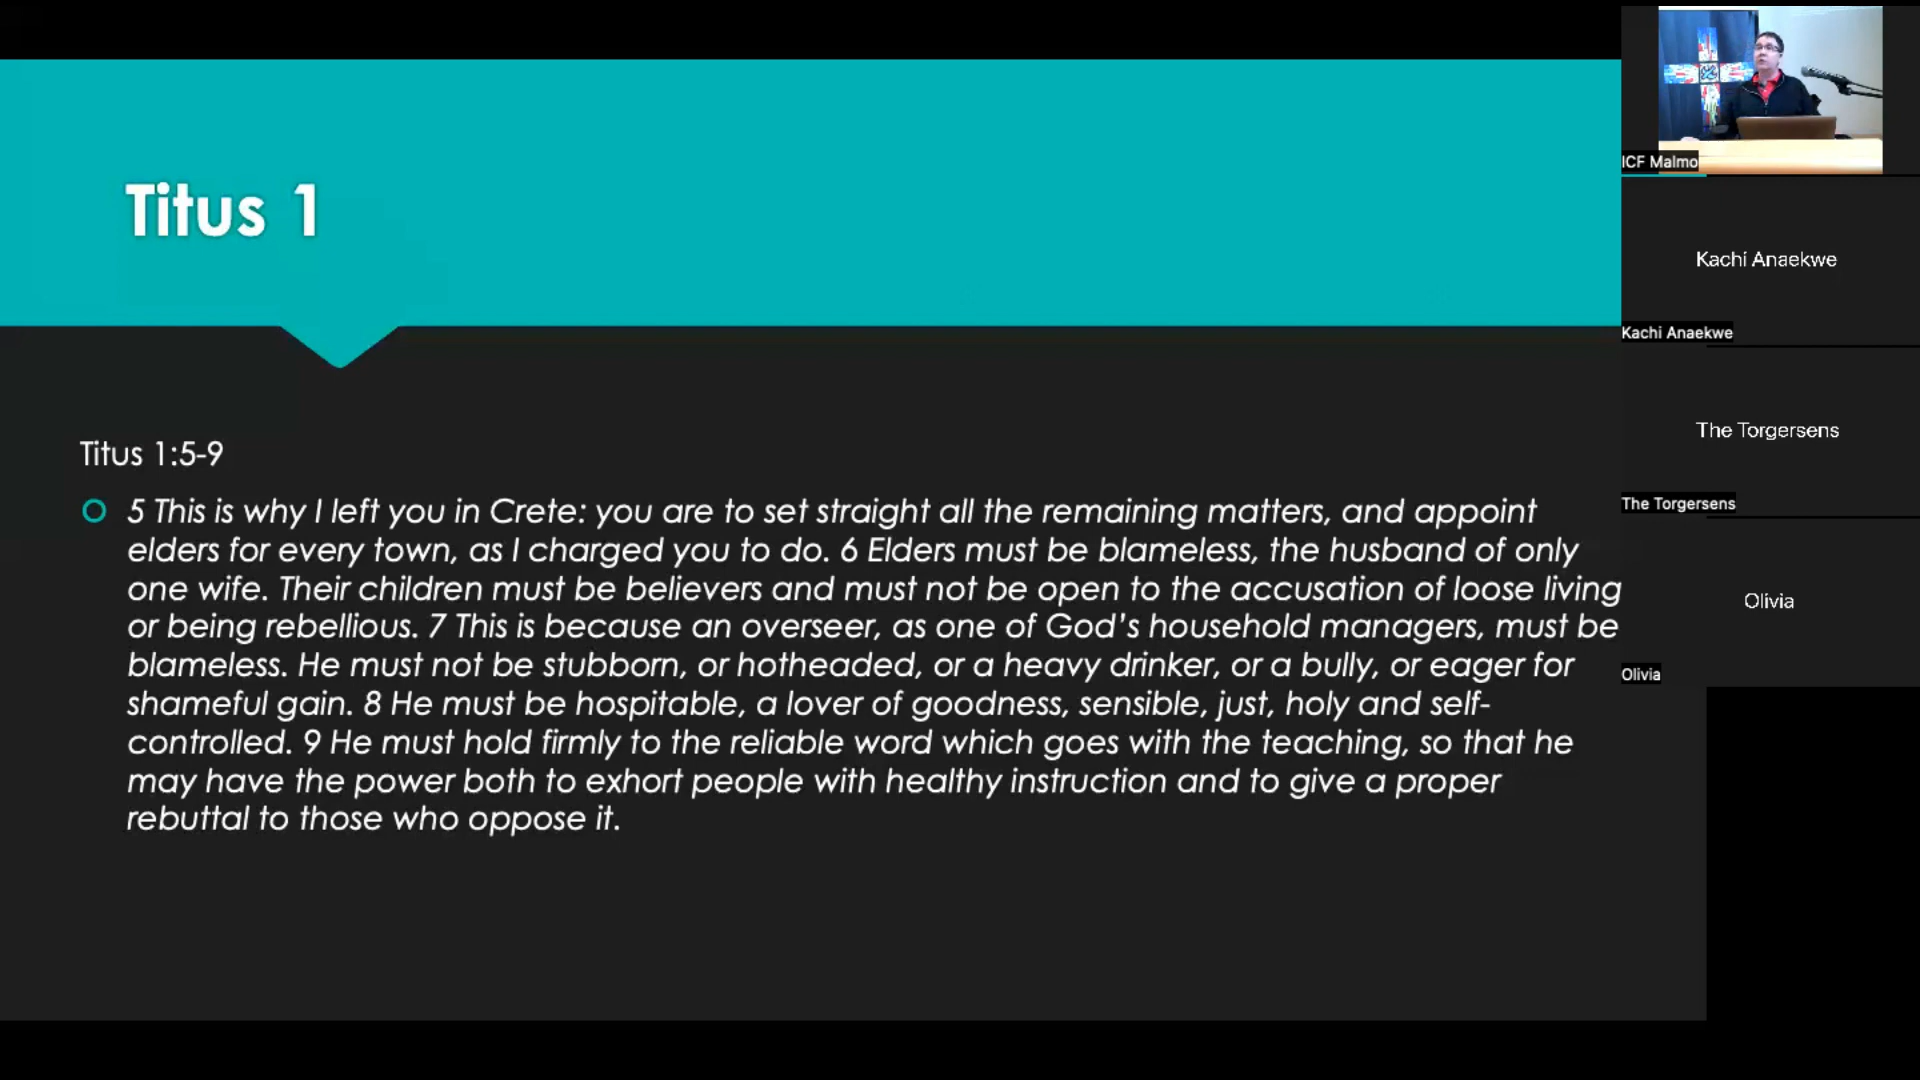 Titus 1
Titus 1:5-9
5 This is why I left you in Crete: you are to set straight all the remaining matters, and appoint
elders for every town, as I charged you to do. 6 Elders must be blameless, the husband of only
one wife. Their children must be believers and must not be open to the accusation of loose living
or being rebellious. 7 This is because an overseer, as one of God’s household managers, must be
blameless. He must not be stubborn, or hotheaded, or a heavy drinker, or a bully, or eager for
shameful gain. 8 He must be hospitable, a lover of goodness, sensible, just, holy and self-
controlled. 9 He must hold firmly to the reliable word which goes with the teaching, so that he
may have the power both to exhort people with healthy instruction and to give a proper
rebuttal to those who oppose it.
ICF Malmo
Kachi Anaekwe
Kachi Anaekwe
The Torgersens
The Torgersens
Olivia
Olivia